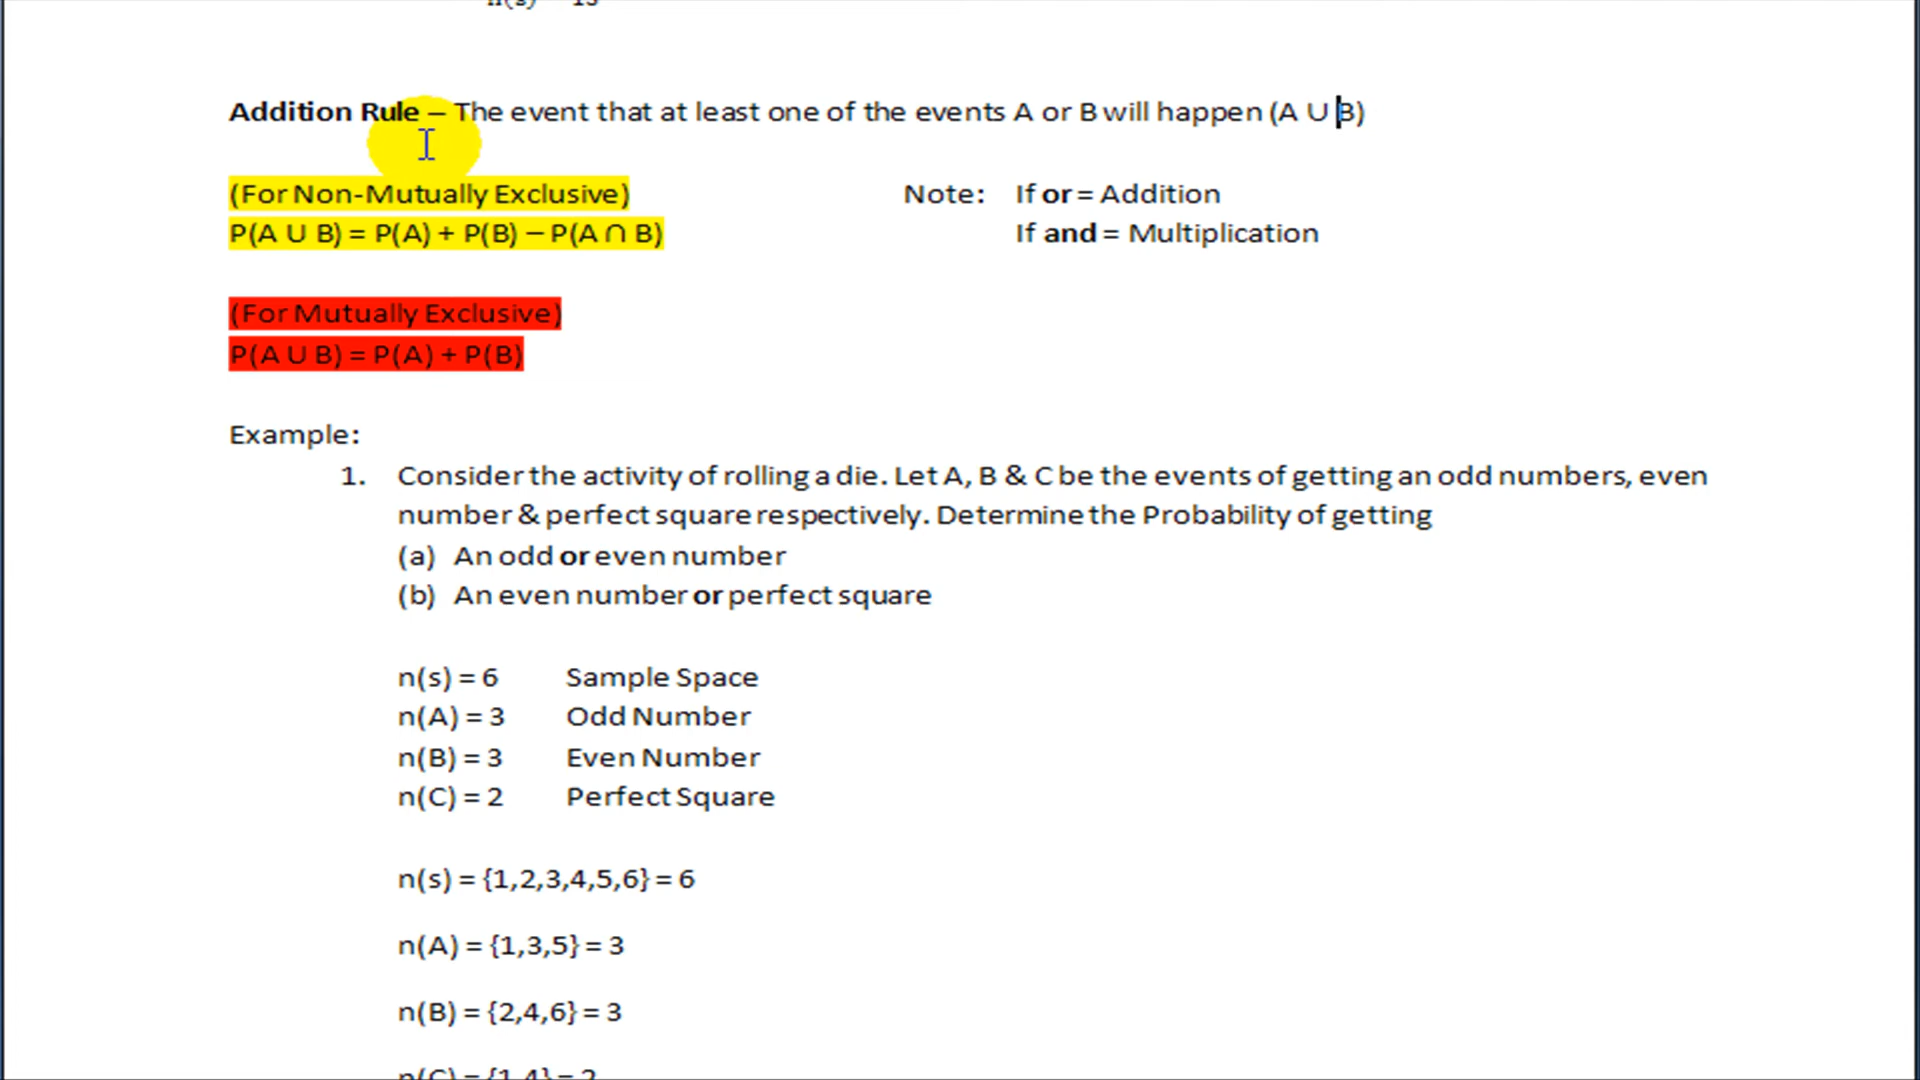 n(s) = 15
Addition Rule – The event that at least one of the events A or B will happen (A U B)
(For Non-Mutually Exclusive)
P(A U B) = P(A) + P(B) – P(A ∩ B)
Note: If or = Addition
If and = Multiplication
(For Mutually Exclusive)
P(A U B) = P(A) + P(B)
Example:
1. Consider the activity of rolling a die. Let A, B & C be the events of getting an odd numbers, even
number & perfect square respectively. Determine the Probability of getting
(a) An odd or even number
(b) An even number or perfect square
n(s) = 6 Sample Space
n(A) = 3 Odd Number
n(B) = 3 Even Number
n(C) = 2 Perfect Square
n(s) = {1,2,3,4,5,6} = 6
n(A) = {1,3,5} = 3
n(B) = {2,4,6} = 3
n(C) = {1,4} = 2